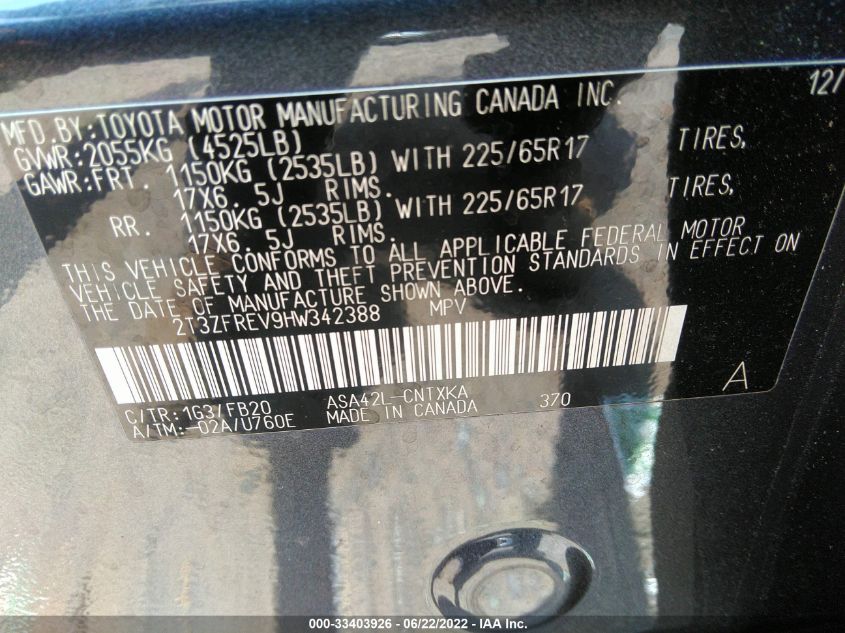 12/
MFD.BY:TOYOTA MOTOR MANUFACTURING CANADA INC.
GVWR:2055KG (4525LB)
GAWR:FRT. 1150KG (2535LB) WITH 225/65R17 TIRES,
17X6.5J RIMS.
RR. 1150KG (2535LB) WITH 225/65R17 TIRES,
17X6.5J RIMS.
THIS VEHICLE CONFORMS TO ALL APPLICABLE FEDERAL MOTOR
VEHICLE SAFETY AND THEFT PREVENTION STANDARDS IN EFFECT ON
THE DATE OF MANUFACTURE SHOWN ABOVE.
2T3ZFREV9HW342388 MPV
A
C/TR:1G3/FB20 ASA42L-CNTXKA 370
A/TM:-02A/U760E MADE IN CANADA
000-33403926 - 06/22/2022 - IAA Inc.